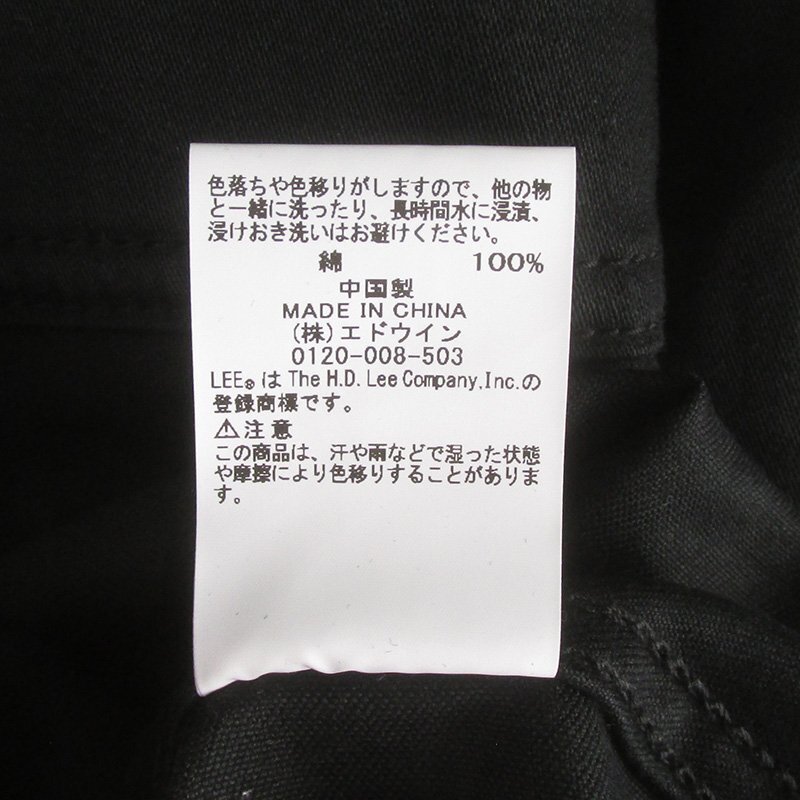 色落ちや色移りがしますので、他の物
と一緒に洗ったり、長時間水に浸漬、
浸けおき洗いはお避けください。
綿 100%
中国製
MADE IN CHINA
(株)エドウイン
0120-008-503
LEE® は The H.D. Lee Company, Inc. の
登録商標です。
⚠注意
この商品は、汗や雨などで湿った状態
や摩擦により色移りすることがありま
す。